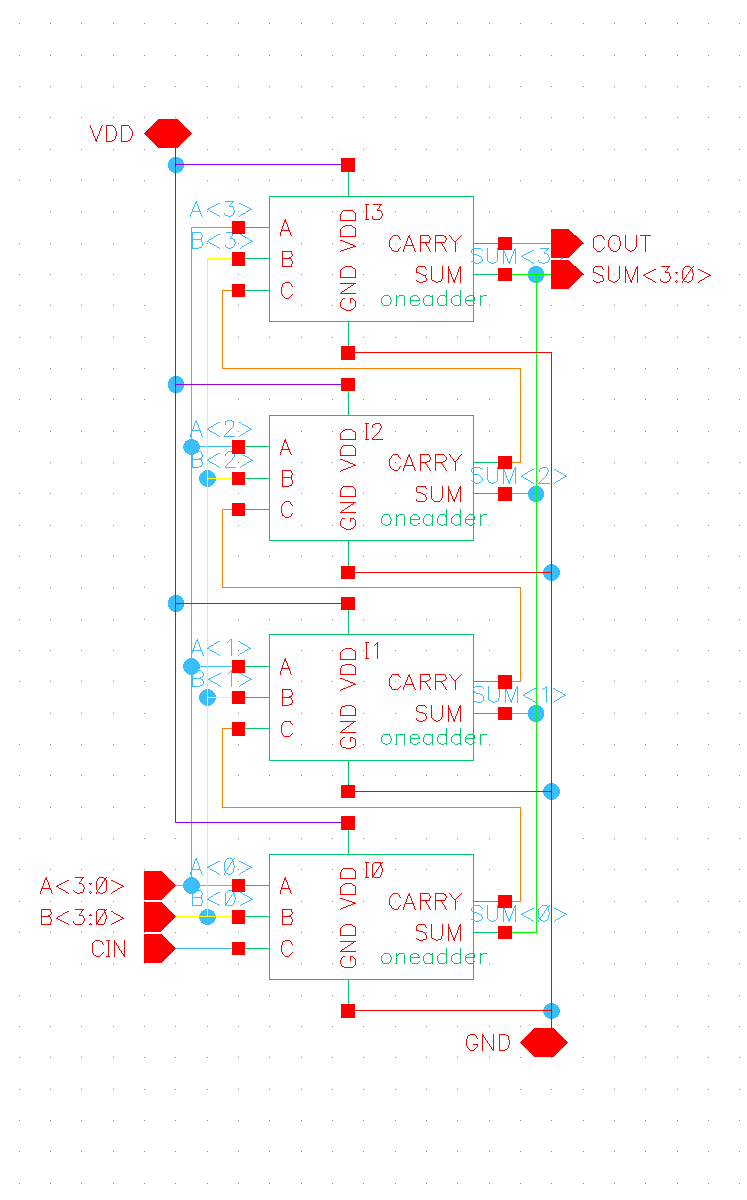 VDD
A<3>
I3
A
VDD
B<3>
CARRY
COUT
B
SUM<3
SUM
SUM<3:0>
C
GND
oneadder
A<2>
I2
A
VDD
B<2>
CARRY
B
SUM<2>
SUM
C
GND
oneadder
A<1>
I1
A
VDD
B<1>
CARRY
B
SUM<1>
SUM
C
GND
oneadder
A<0>
I0
A<3:0>
A
VDD
B<0>
CARRY
B<3:0>
B
SUM<0>
SUM
CIN
C
GND
oneadder
GND